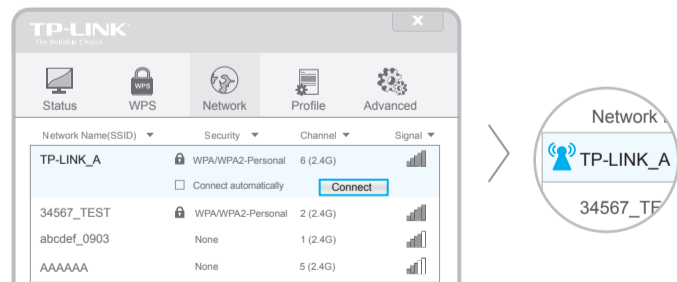 TP-LINK®
The Reliable Choice
X
WPS
Status WPS Network Profile Advanced
Network Name(SSID) Security Channel Signal
TP-LINK_A WPA/WPA2-Personal 6 (2.4G)
Connect automatically Connect
34567_TEST WPA/WPA2-Personal 2 (2.4G)
abcdef_0903 None 1 (2.4G)
AAAAAA None 5 (2.4G)
Network
TP-LINK_A
34567_TE